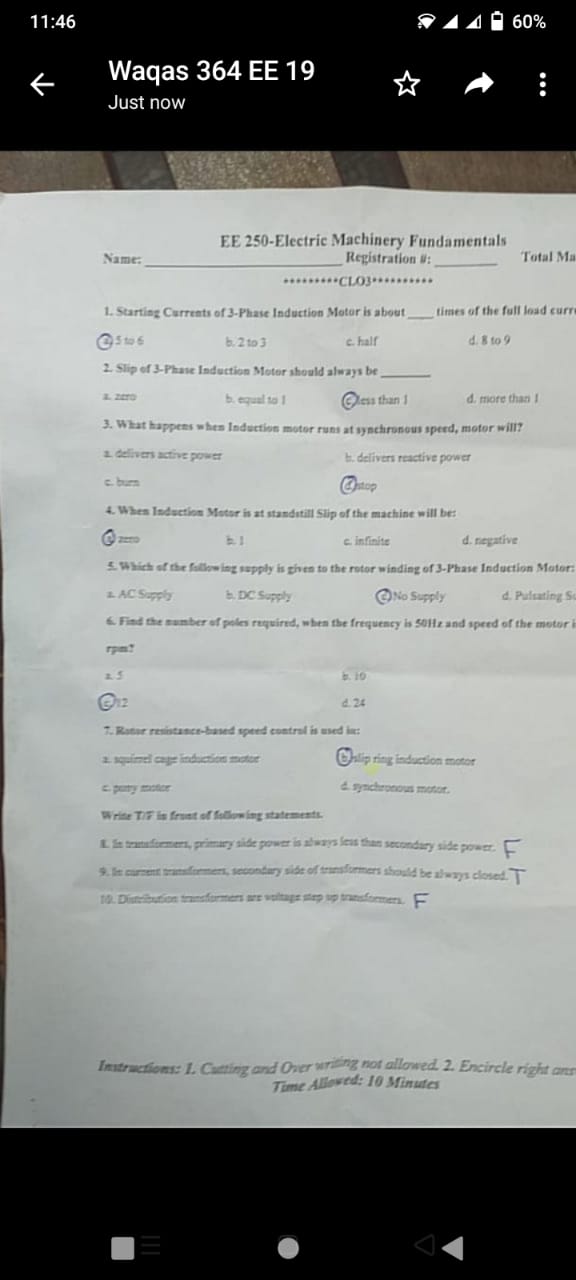 11:46
60%
Waqas 364 EE 19
Just now
EE 250-Electric Machinery Fundamentals
Name: Registration #: Total Ma
*********CLO3**********
1. Starting Currents of 3-Phase Induction Motor is about ____ times of the full load curre
a. 5 to 6 b. 2 to 3 c. half d. 8 to 9
2. Slip of 3-Phase Induction Motor should always be ______
a. zero b. equal to 1 c. less than 1 d. more than 1
3. What happens when Induction motor runs at synchronous speed, motor will?
a. delivers active power b. delivers reactive power
c. burn d. stop
4. When Induction Motor is at standstill Slip of the machine will be:
a. zero b. 1 c. infinite d. negative
5. Which of the following supply is given to the rotor winding of 3-Phase Induction Motor:
a. AC Supply b. DC Supply c. No Supply d. Pulsating Su
6. Find the number of poles required, when the frequency is 50Hz and speed of the motor i
rpm?
a. 5 b. 10
c. 12 d. 24
7. Rotor resistance-based speed control is used in:
a. squirrel cage induction motor b. slip ring induction motor
c. pony motor d. synchronous motor.
Write T/F in front of following statements.
8. In transformers, primary side power is always less than secondary side power. F
9. In current transformers, secondary side of transformers should be always closed. T
10. Distribution transformers are voltage step up transformers. F
Instructions: 1. Cutting and Over writing not allowed. 2. Encircle right ans
Time Allowed: 10 Minutes